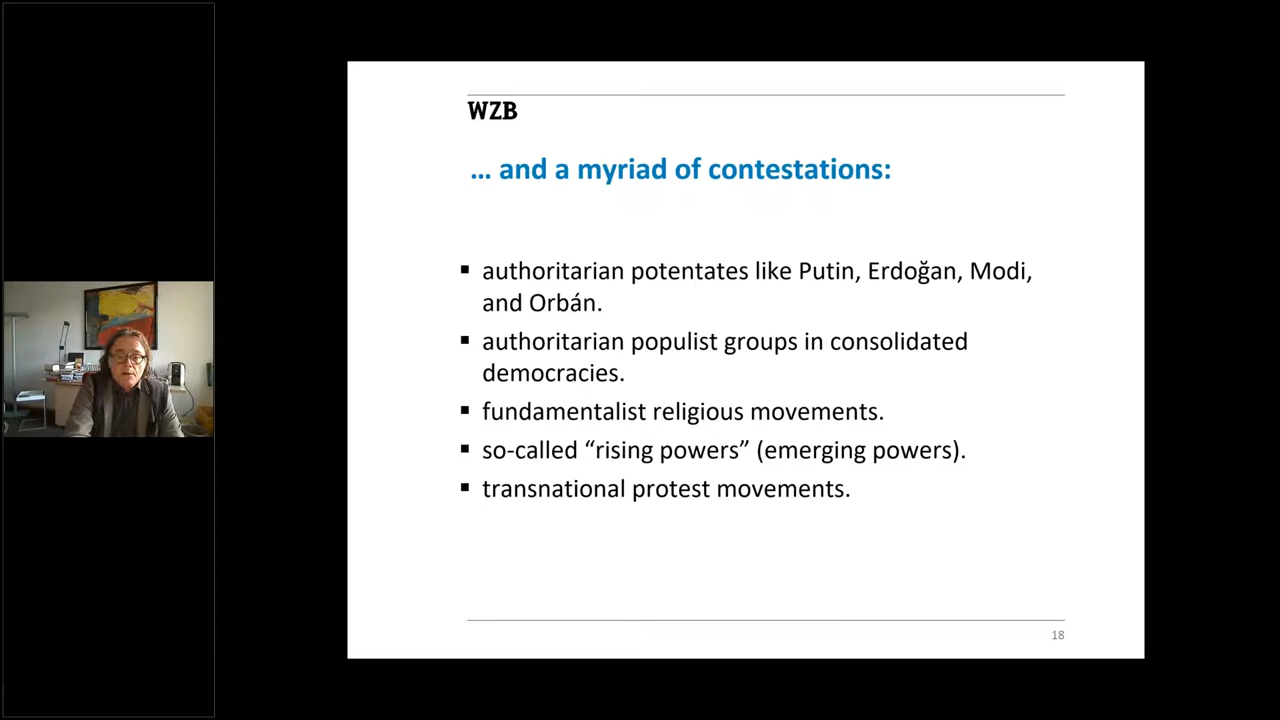 WZB
... and a myriad of contestations:
▪ authoritarian potentates like Putin, Erdoğan, Modi,
and Orbán.
▪ authoritarian populist groups in consolidated
democracies.
▪ fundamentalist religious movements.
▪ so-called “rising powers” (emerging powers).
▪ transnational protest movements.
18